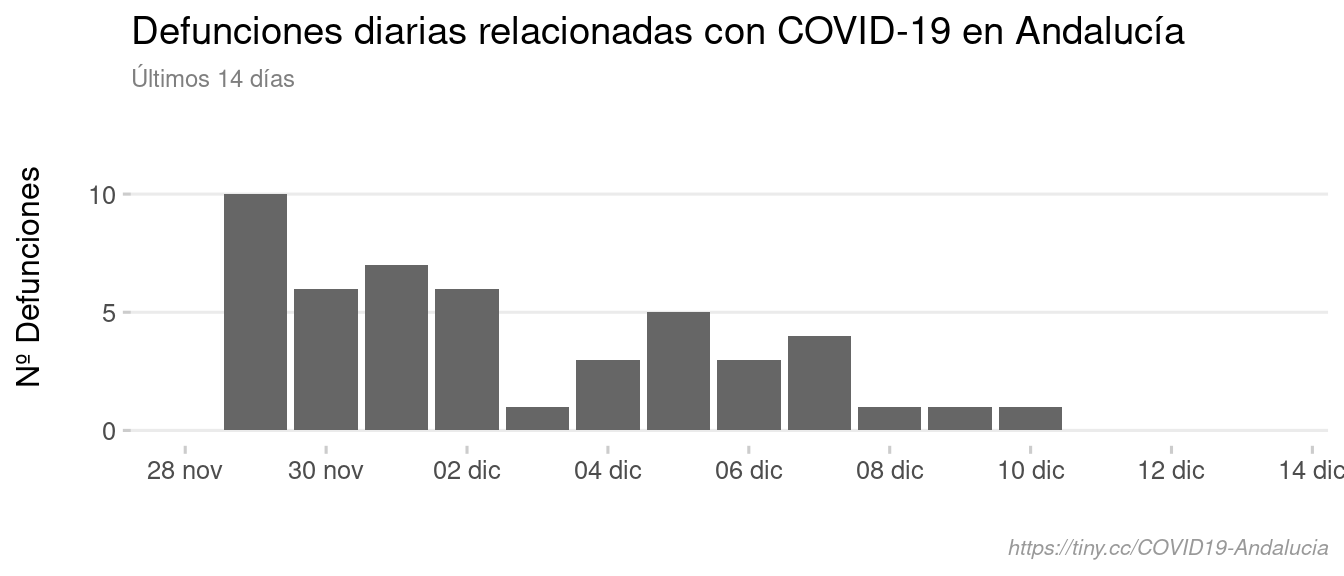 Defunciones diarias relacionadas con COVID-19 en Andalucía
Últimos 14 días
Nº Defunciones
10
5
0
28 nov 30 nov 02 dic 04 dic 06 dic 08 dic 10 dic 12 dic 14 dic
https://tiny.cc/COVID19-Andalucia